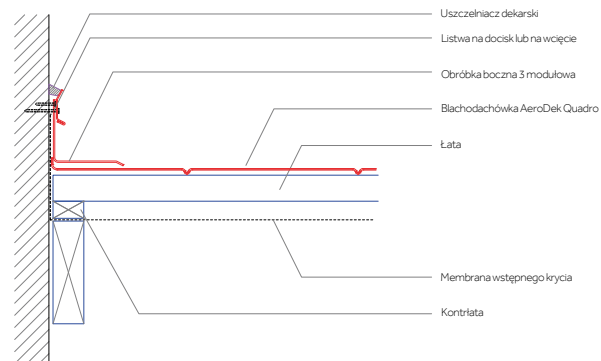 Uszczelniacz dekarski
Listwa na docisk lub na wcięcie
Obróbka boczna 3 modułowa
Blachodachówka AeroDek Quadro
Łata
Membrana wstępnego krycia
Kontrłata